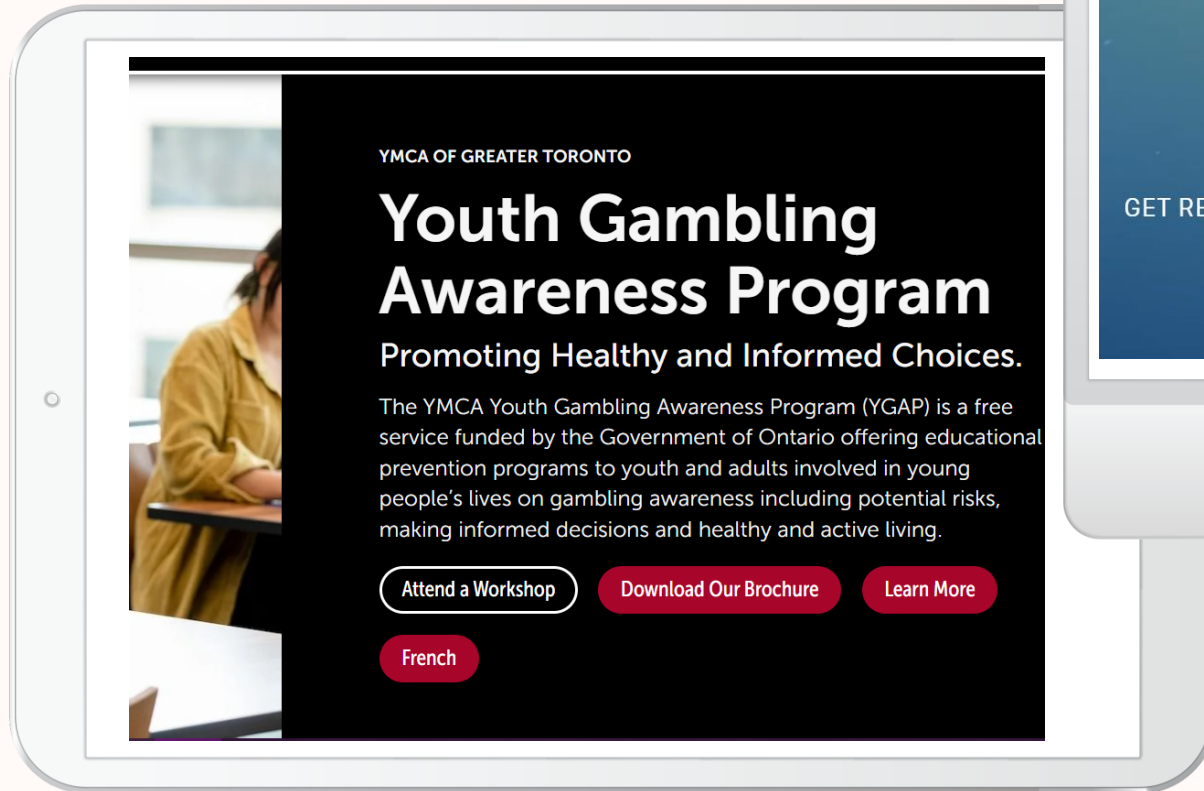 YMCA OF GREATER TORONTO
Youth Gambling
Awareness Program
Promoting Healthy and Informed Choices.
The YMCA Youth Gambling Awareness Program (YGAP) is a free
service funded by the Government of Ontario offering educational
prevention programs to youth and adults involved in young
people's lives on gambling awareness including potential risks,
making informed decisions and healthy and active living.
Attend a Workshop Download Our Brochure Learn More
French
GET